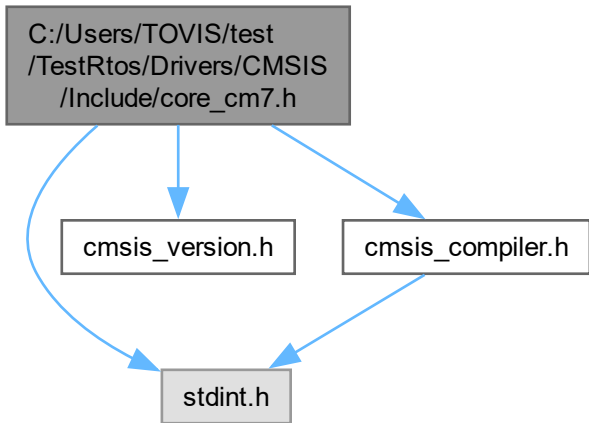 C:/Users/TOVIS/test
/TestRtos/Drivers/CMSIS
/Include/core_cm7.h
cmsis_version.h
cmsis_compiler.h
stdint.h